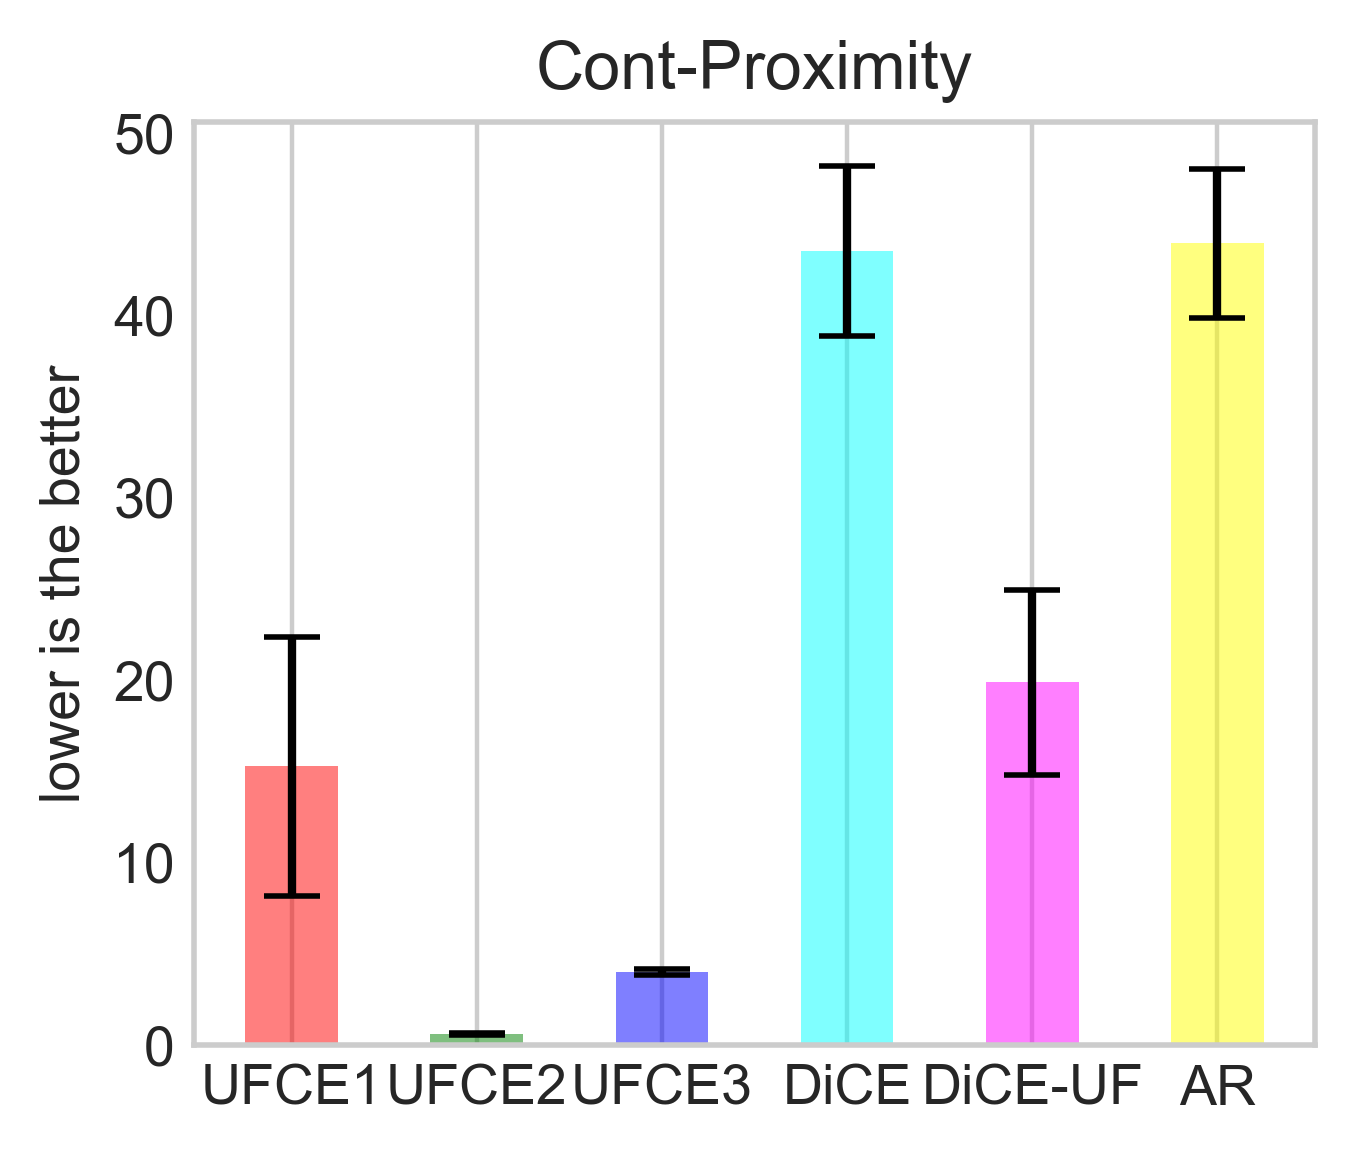 Cont-Proximity
lower is the better
50
40
30
20
10
0
UFCE1 UFCE2 UFCE3 DiCE DiCE-UF AR